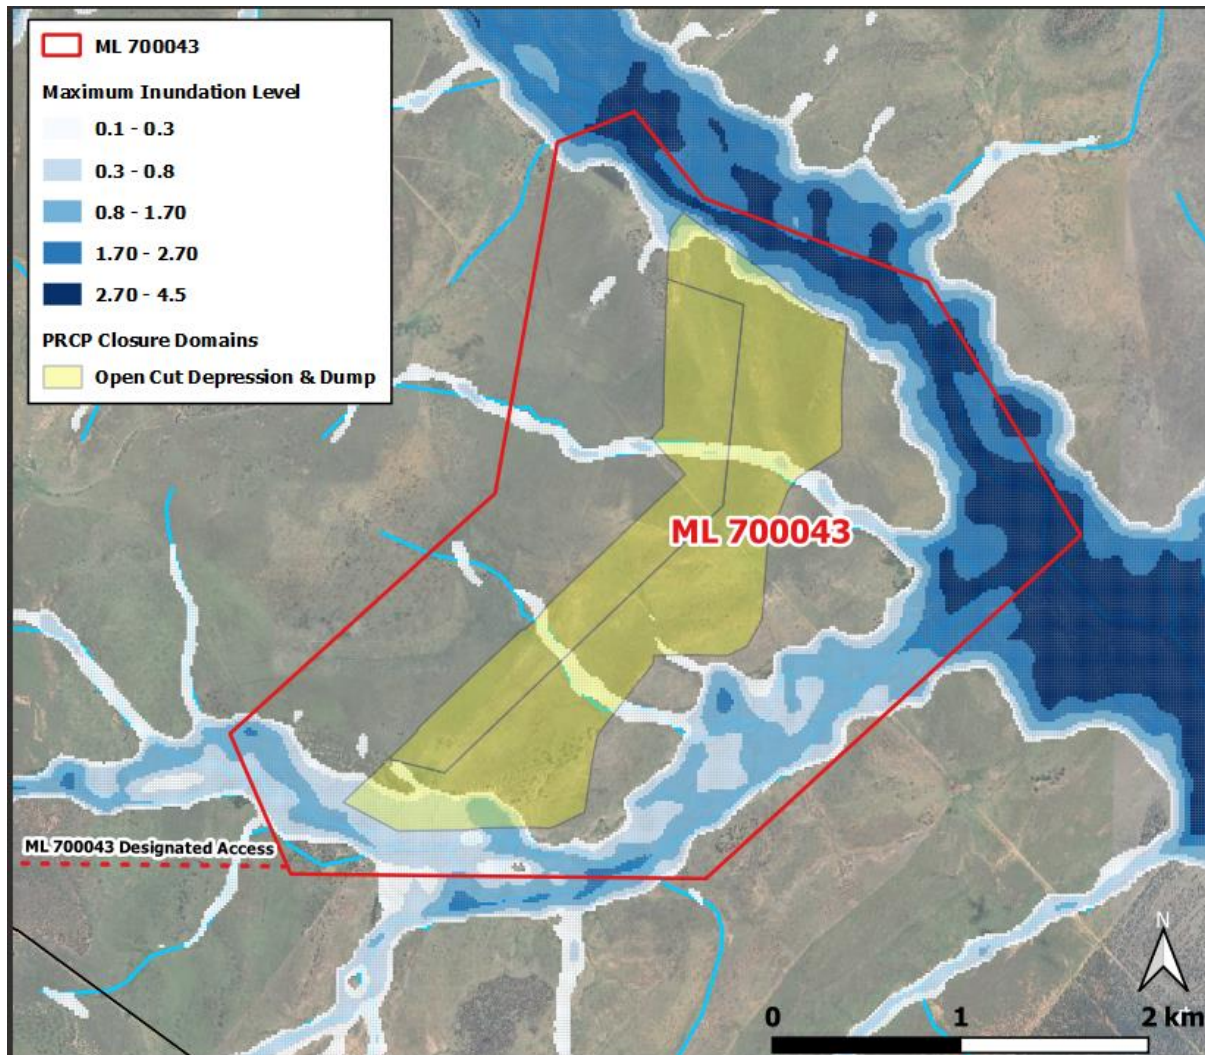 ML 700043
Maximum Inundation Level
0.1 - 0.3
0.3 - 0.8
0.8 - 1.70
1.70 - 2.70
2.70 - 4.5
PRCP Closure Domains
Open Cut Depression & Dump
ML 700043
ML 700043 Designated Access
N
0 1 2 km